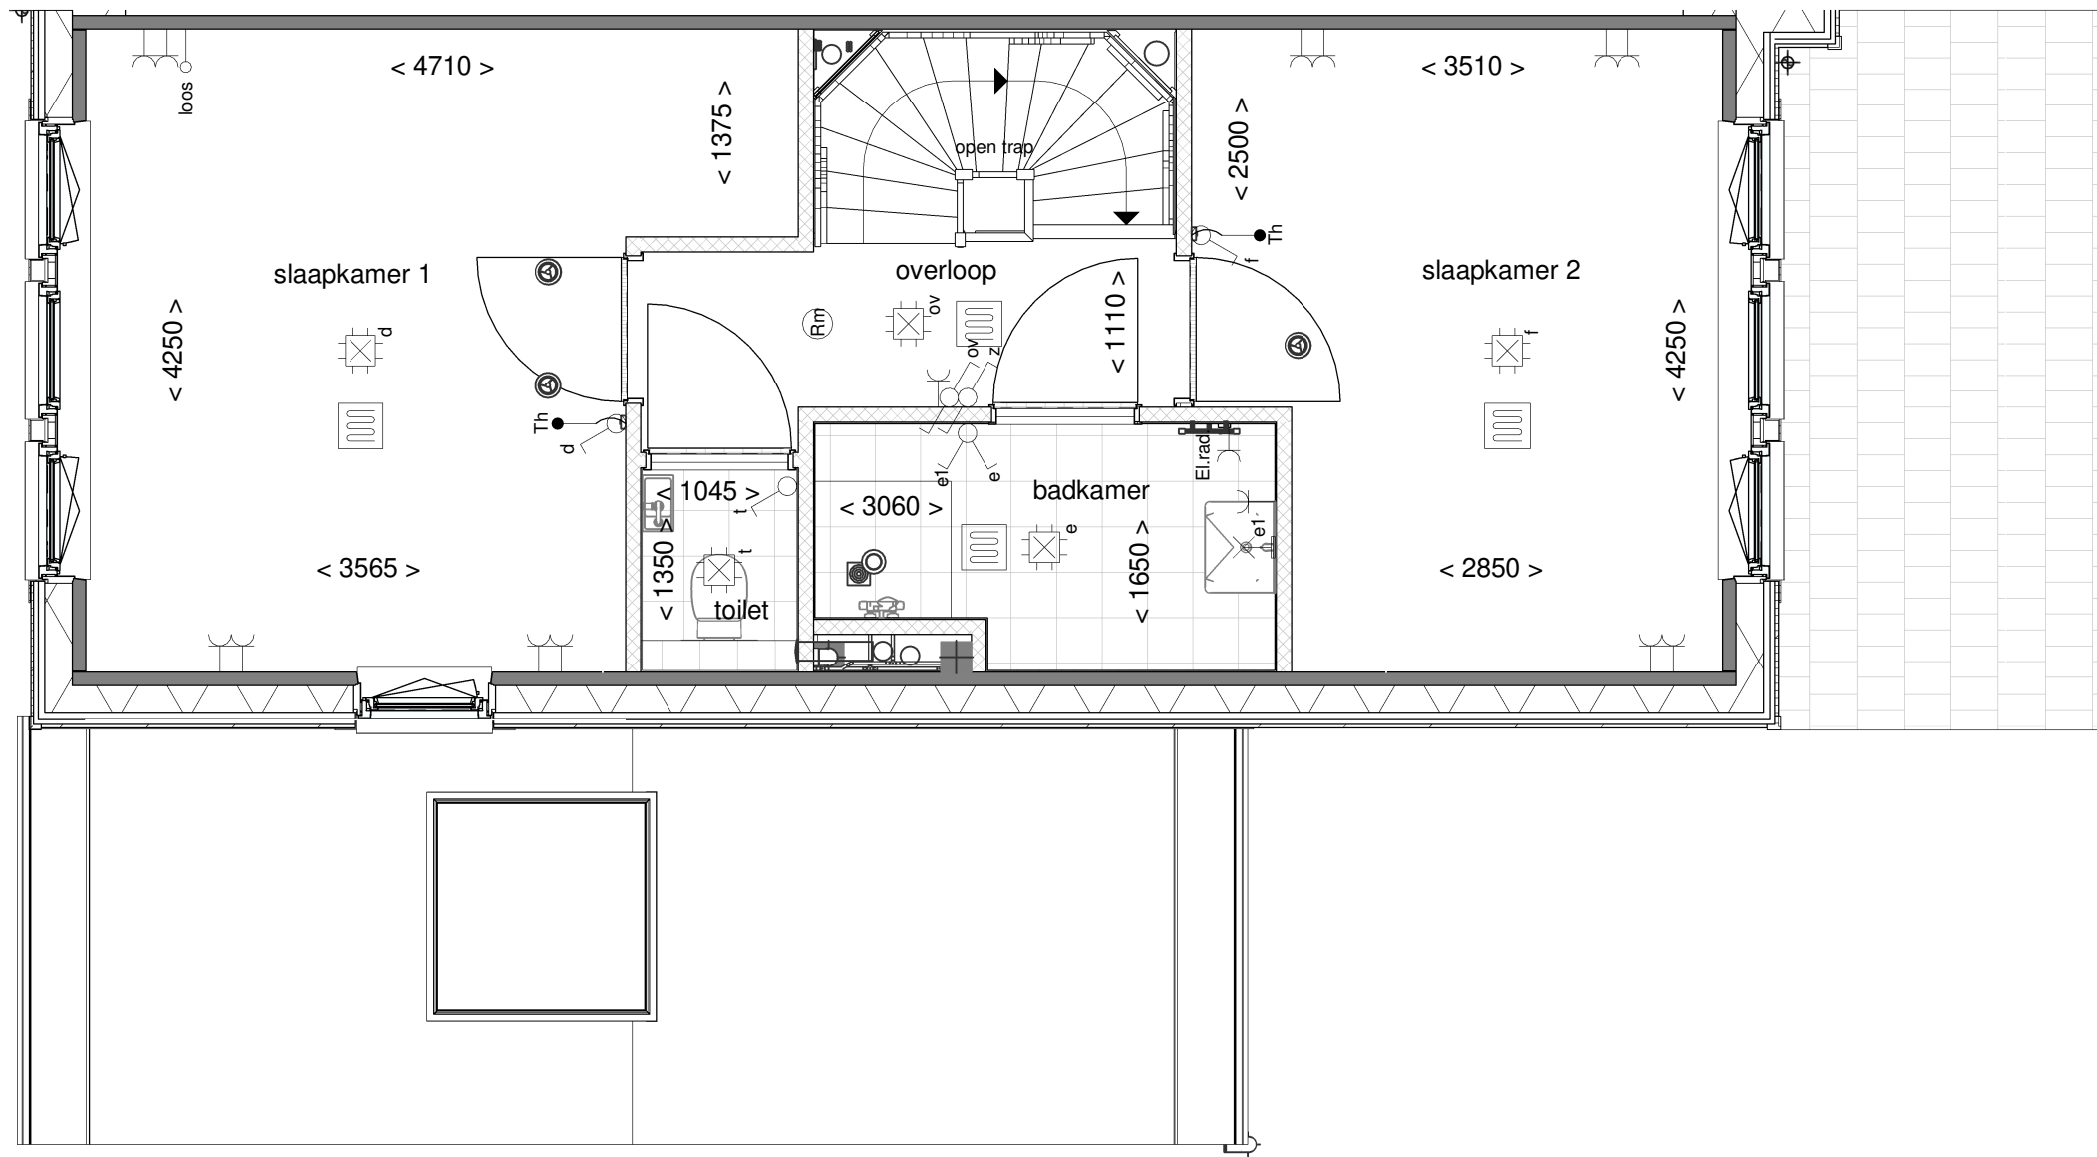 < 4710 >
< 3510 >
loos
< 1375 >
< 2500 >
open trap
Th
f
slaapkamer 1
overloop
slaapkamer 2
< 4250 >
d
Rm
ov
< 1110 >
f
< 4250 >
ov
z
Th
d
El.rad
e1
e
badkamer
< 1045 >
t
< 3060 >
e
e1
< 1350 >
t
< 1650 >
< 3565 >
< 2850 >
toilet